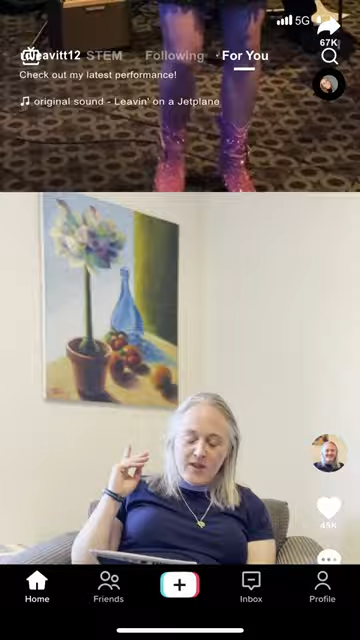 5G
67K
@leavitt12
STEM
Following
For You
Check out my latest performance!
original sound - Leavin' on a Jetplane
45K
Home
Friends
Inbox
Profile